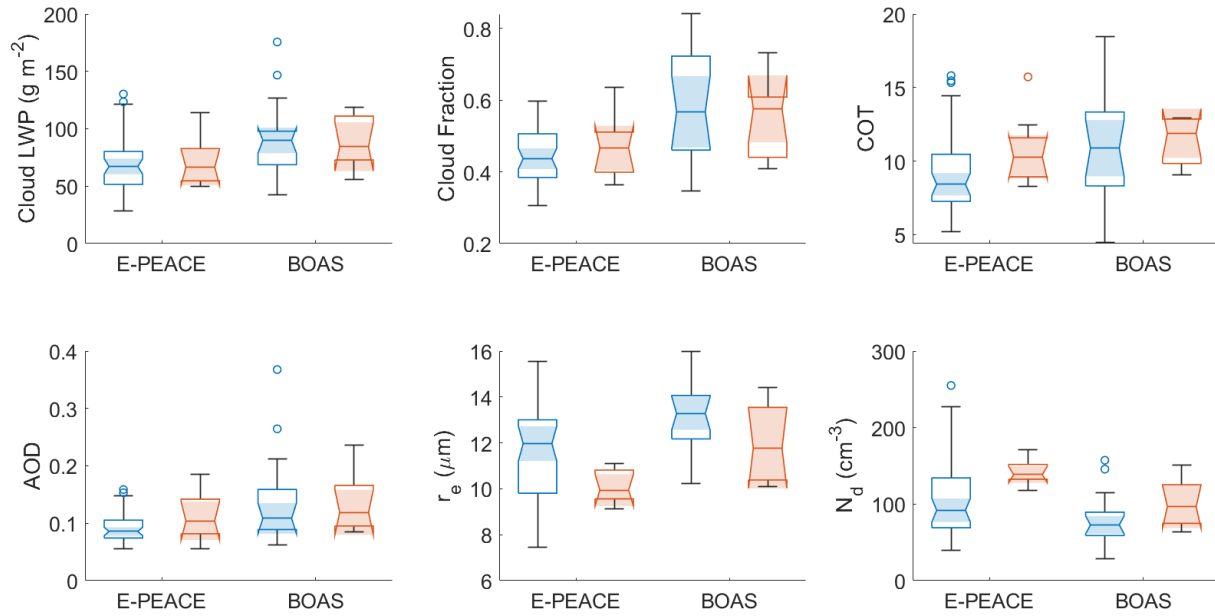 Cloud LWP (g m⁻²)
200
150
100
50
0
E-PEACE BOAS
Cloud Fraction
0.8
0.6
0.4
0.2
E-PEACE BOAS
COT
20
15
10
5
E-PEACE BOAS
AOD
0.4
0.3
0.2
0.1
0
E-PEACE BOAS
r_e (μm)
16
14
12
10
8
6
E-PEACE BOAS
N_d (cm⁻³)
300
200
100
0
E-PEACE BOAS